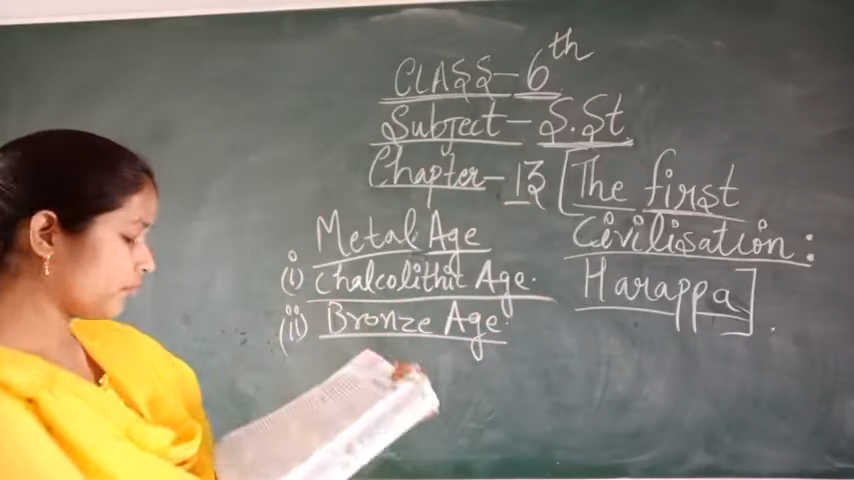 CLASS-6th
Subject-S.St.
Chapter-13 [The first
Civilisation:
Harappa].
Metal Age
(i) Chalcolithic Age.
(ii) Bronze Age.